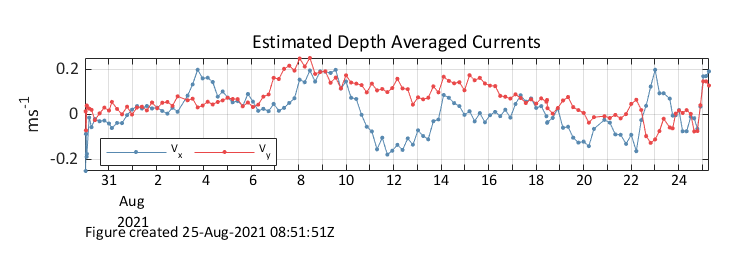 Estimated Depth Averaged Currents
ms-1
0.2
0
-0.2
Vx
Vy
31 2 4 6 8 10 12 14 16 18 20 22 24
Aug
2021
Figure created 25-Aug-2021 08:51:51Z